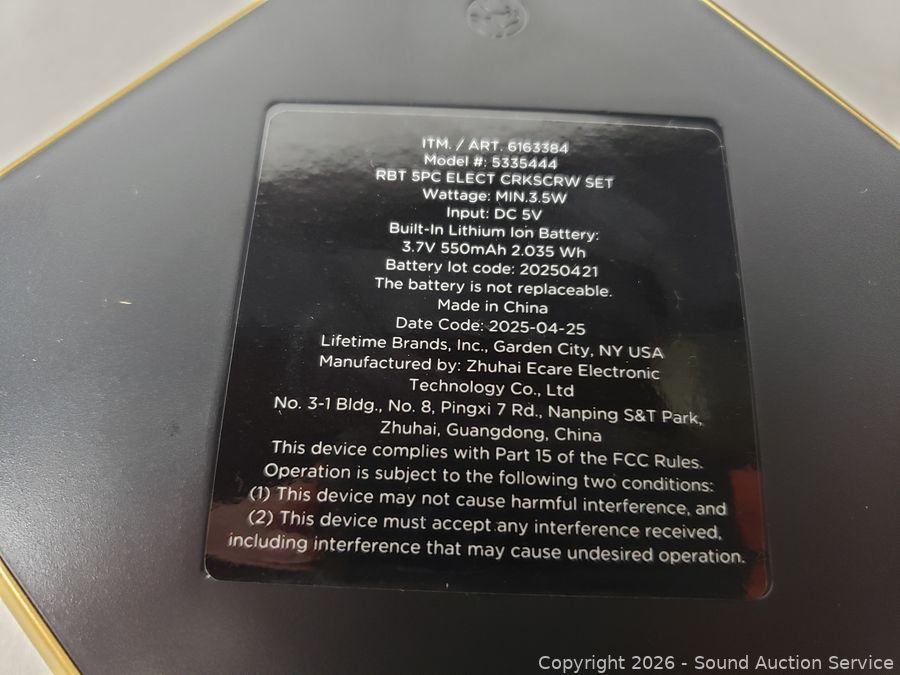 ITM. / ART. 6163384
Model #: 5335444
RBT 5PC ELECT CRKSCRW SET
Wattage: MIN.3.5W
Input: DC 5V
Built-In Lithium Ion Battery:
3.7V 550mAh 2.035 Wh
Battery lot code: 20250421
The battery is not replaceable.
Made in China
Date Code: 2025-04-25
Lifetime Brands, Inc., Garden City, NY USA
Manufactured by: Zhuhai Ecare Electronic
Technology Co., Ltd
No. 3-1 Bldg., No. 8, Pingxi 7 Rd., Nanping S&T Park,
Zhuhai, Guangdong, China
This device complies with Part 15 of the FCC Rules.
Operation is subject to the following two conditions:
(1) This device may not cause harmful interference, and
(2) This device must accept any interference received,
including interference that may cause undesired operation.
Copyright 2026 - Sound Auction Service